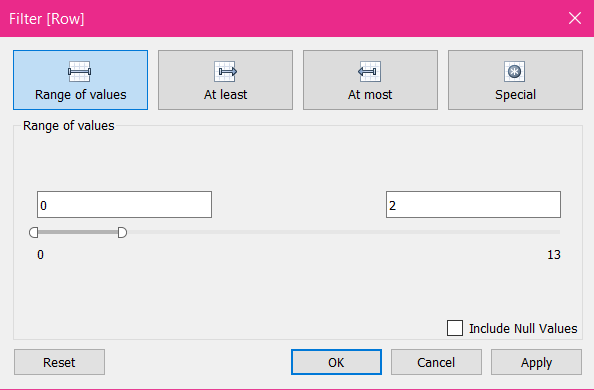 Filter [Row]
Range of values
At least
At most
Special
Range of values
0
2
0
13
Include Null Values
Reset
OK
Cancel
Apply